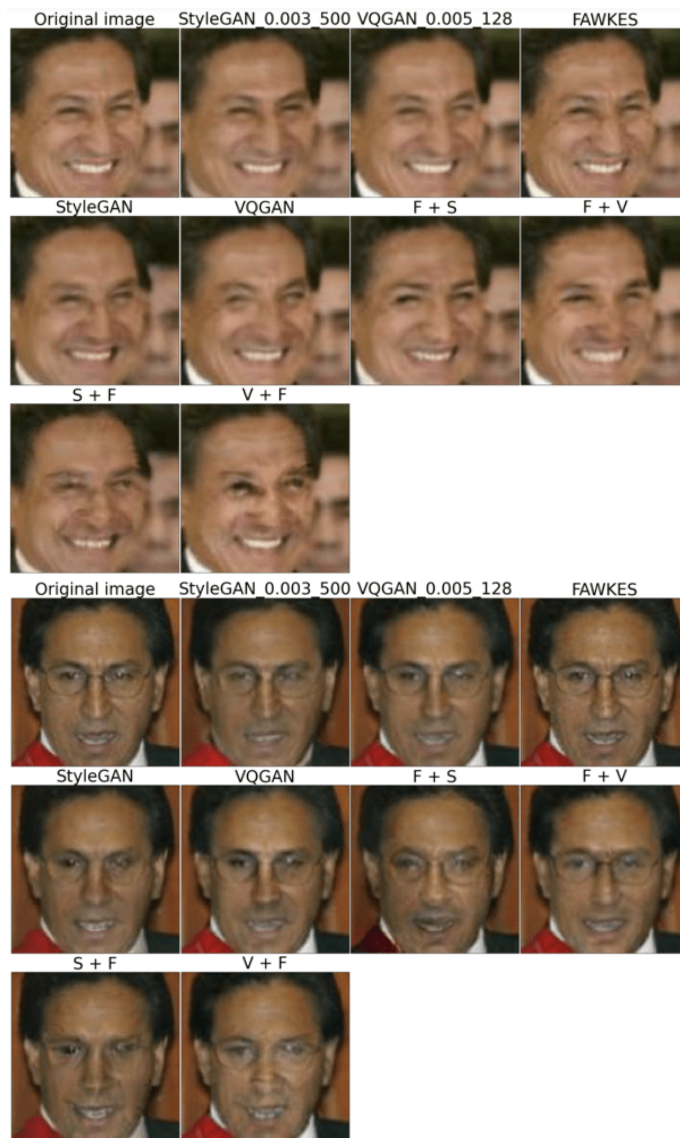 Original image StyleGAN_0.003_500 VQGAN_0.005_128 FAWKES
StyleGAN VQGAN F + S F + V
S + F V + F
Original image StyleGAN_0.003_500 VQGAN_0.005_128 FAWKES
StyleGAN VQGAN F + S F + V
S + F V + F